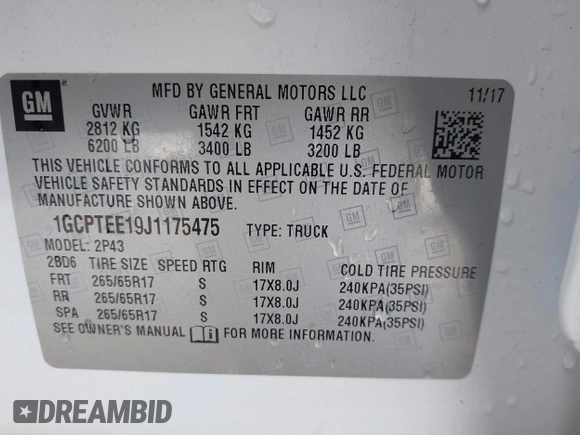 GM
MFD BY GENERAL MOTORS LLC 11/17
GVWR GAWR FRT GAWR RR
2812 KG 1542 KG 1452 KG
6200 LB 3400 LB 3200 LB
THIS VEHICLE CONFORMS TO ALL APPLICABLE U.S. FEDERAL MOTOR
VEHICLE SAFETY STANDARDS IN EFFECT ON THE DATE OF
MANUFACTURE SHOWN ABOVE.
1GCPTEE19J1175475 TYPE: TRUCK
MODEL: 2P43
2BD6 TIRE SIZE SPEED RTG RIM COLD TIRE PRESSURE
FRT 265/65R17 S 17X8.0J 240KPA(35PSI)
RR 265/65R17 S 17X8.0J 240KPA(35PSI)
SPA 265/65R17 S 17X8.0J 240KPA(35PSI)
SEE OWNER'S MANUAL FOR MORE INFORMATION.
DREAMBID